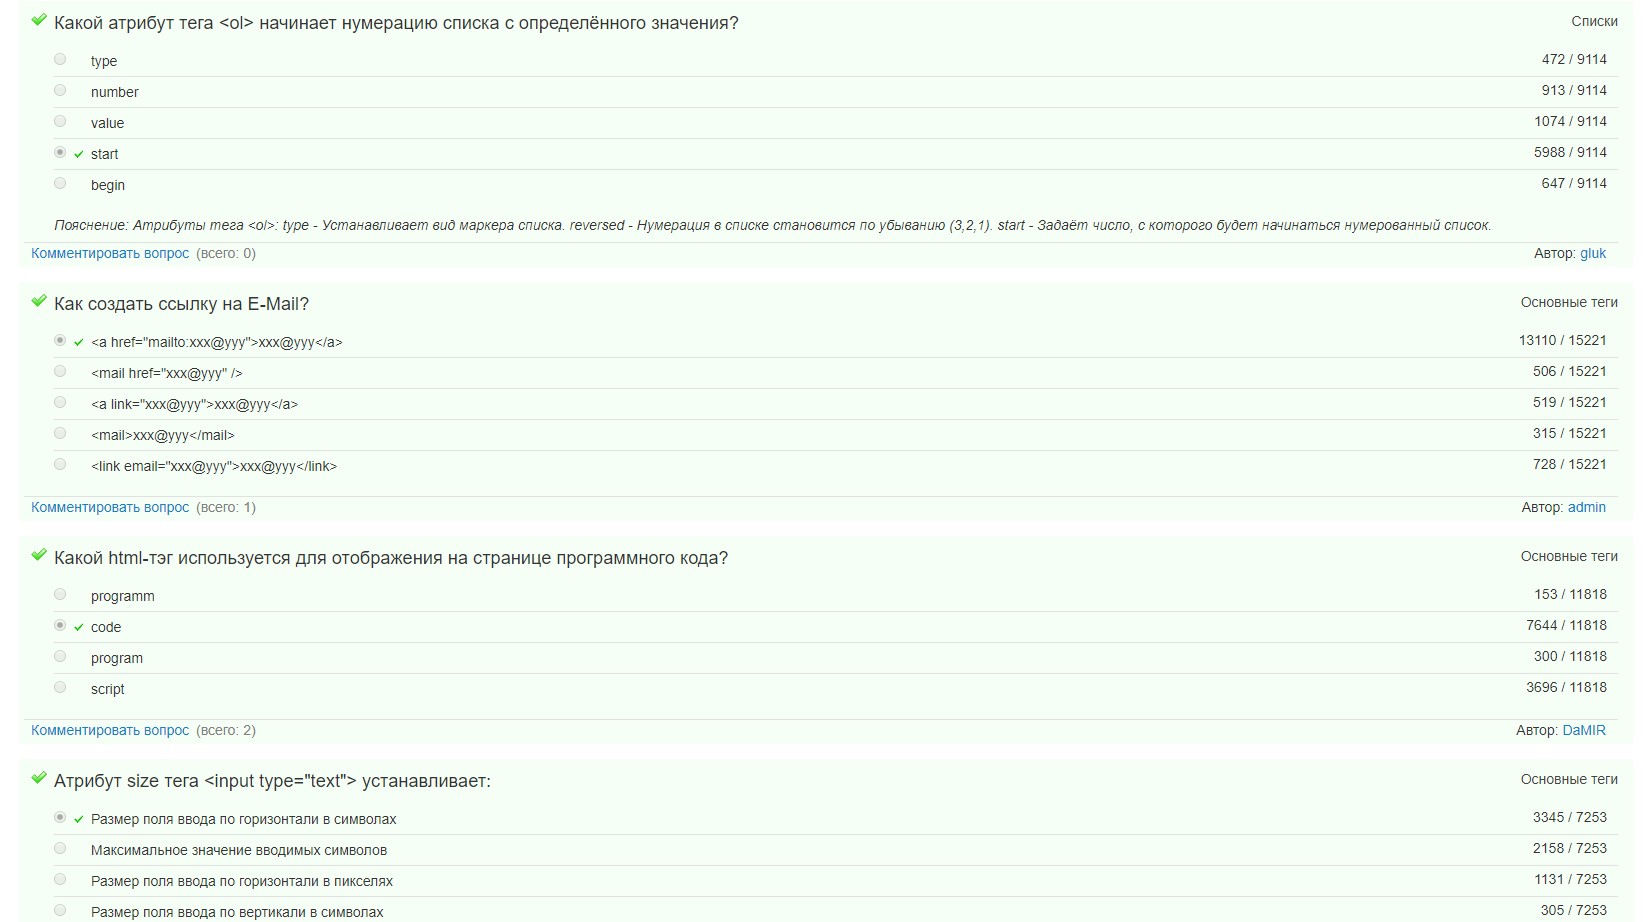 Какой атрибут тега <ol> начинает нумерацию списка с определённого значения? Списки
type 472 / 9114
number 913 / 9114
value 1074 / 9114
start 5988 / 9114
begin 647 / 9114
Пояснение: Атрибуты тега <ol>: type - Устанавливает вид маркера списка. reversed - Нумерация в списке становится по убыванию (3,2,1). start - Задаёт число, с которого будет начинаться нумерованный список.
Комментировать вопрос (всего: 0) Автор: gluk
Как создать ссылку на E-Mail? Основные теги
<a href="mailto:xxx@yyy">xxx@yyy</a> 13110 / 15221
<mail href="xxx@yyy" /> 506 / 15221
<a link="xxx@yyy">xxx@yyy</a> 519 / 15221
<mail>xxx@yyy</mail> 315 / 15221
<link email="xxx@yyy">xxx@yyy</link> 728 / 15221
Комментировать вопрос (всего: 1) Автор: admin
Какой html-тэг используется для отображения на странице программного кода? Основные теги
programm 153 / 11818
code 7644 / 11818
program 300 / 11818
script 3696 / 11818
Комментировать вопрос (всего: 2) Автор: DaMIR
Атрибут size тега <input type="text"> устанавливает: Основные теги
Размер поля ввода по горизонтали в символах 3345 / 7253
Максимальное значение вводимых символов 2158 / 7253
Размер поля ввода по горизонтали в пикселях 1131 / 7253
Размер поля ввода по вертикали в символах 305 / 7253